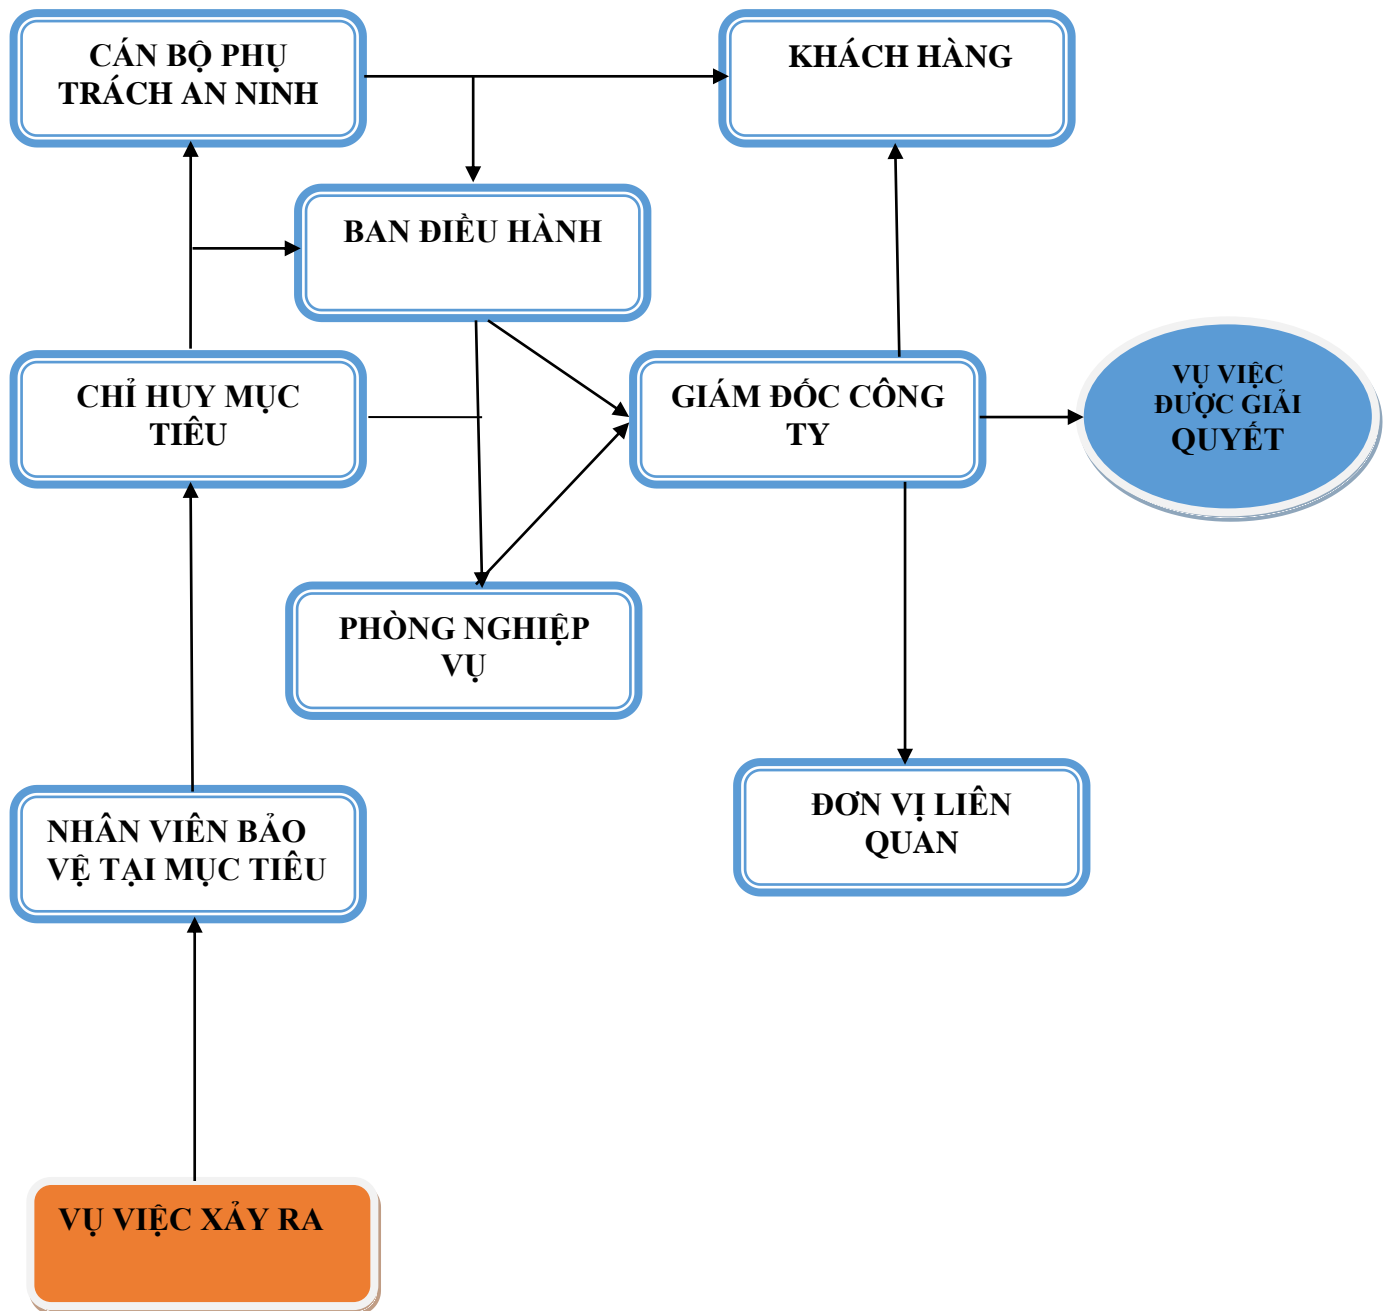 CÁN BỘ PHỤ
TRÁCH AN NINH
KHÁCH HÀNG
BAN ĐIỀU HÀNH
CHỈ HUY MỤC
TIÊU
GIÁM ĐỐC CÔNG
TY
VỤ VIỆC
ĐƯỢC GIẢI
QUYẾT
PHÒNG NGHIỆP
VỤ
NHÂN VIÊN BẢO
VỆ TẠI MỤC TIÊU
ĐƠN VỊ LIÊN
QUAN
VỤ VIỆC XẢY RA